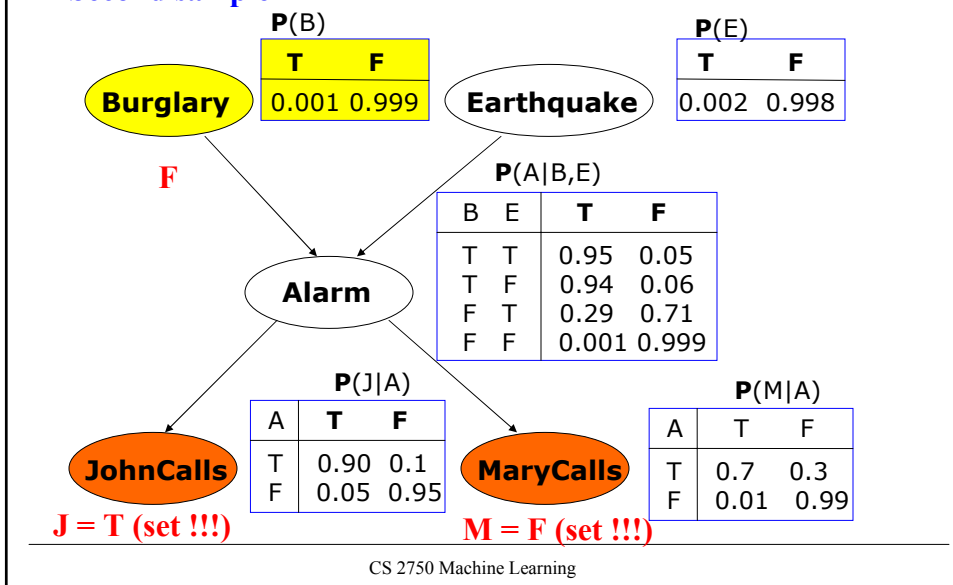 P(B)
P(E)
T F
T F
Burglary
0.001 0.999
Earthquake
0.002 0.998
F
P(A|B,E)
B E T F
T T 0.95 0.05
T F 0.94 0.06
F T 0.29 0.71
F F 0.001 0.999
Alarm
P(J|A)
P(M|A)
A T F
T 0.90 0.1
F 0.05 0.95
A T F
T 0.7 0.3
F 0.01 0.99
JohnCalls
MaryCalls
J = T (set !!!)
M = F (set !!!)
CS 2750 Machine Learning